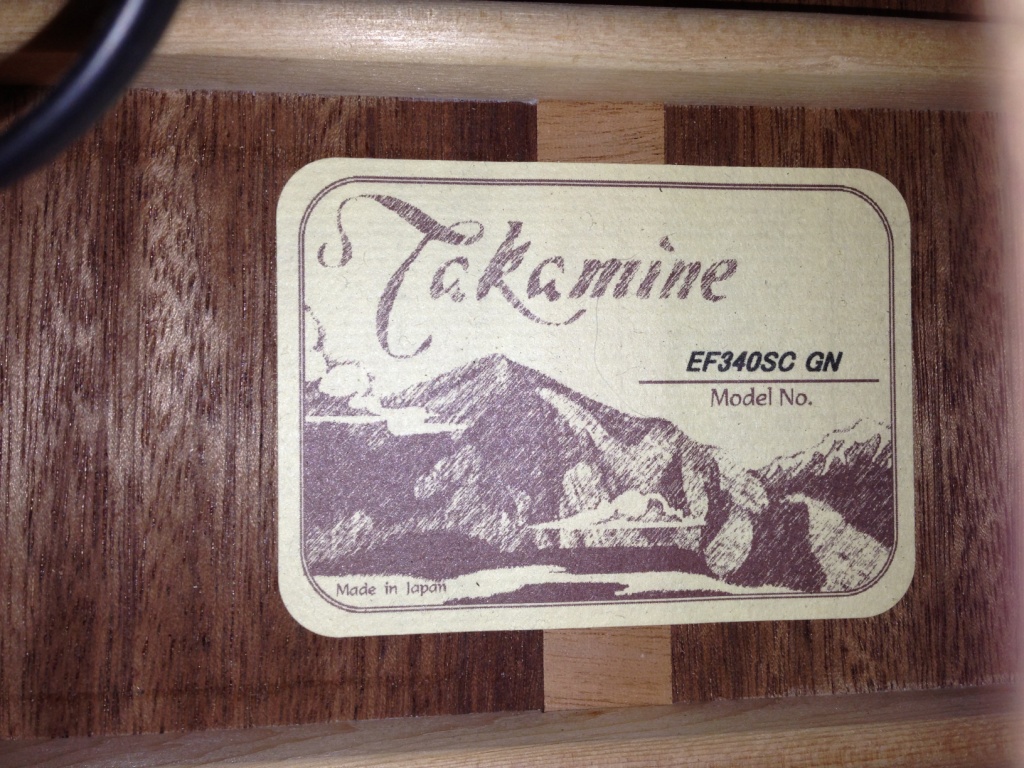 Takamine
EF340SC GN
Model No.
Made in Japan